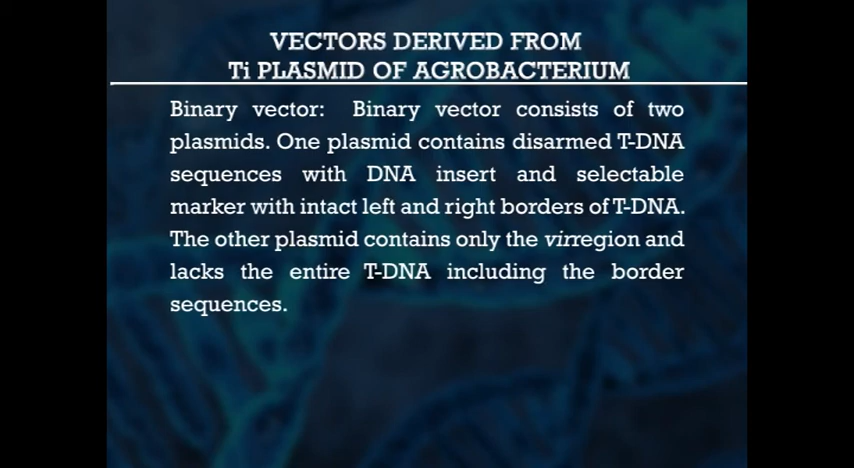 VECTORS DERIVED FROM
Ti PLASMID OF AGROBACTERIUM
Binary vector: Binary vector consists of two
plasmids. One plasmid contains disarmed T-DNA
sequences with DNA insert and selectable
marker with intact left and right borders of T-DNA.
The other plasmid contains only the virregion and
lacks the entire T-DNA including the border
sequences.